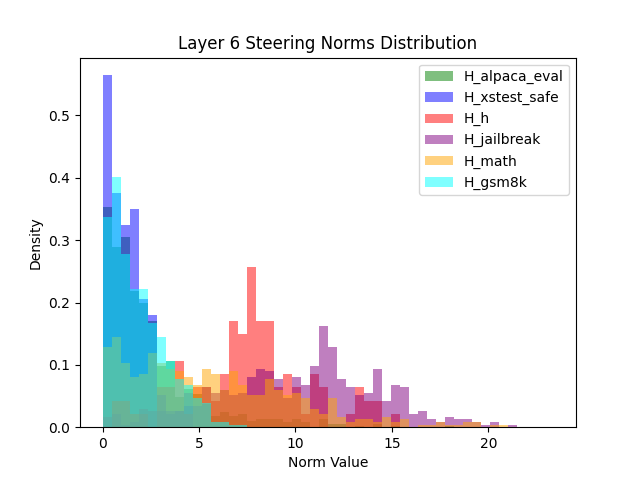 Layer 6 Steering Norms Distribution
H_alpaca_eval
H_xstest_safe
H_h
H_jailbreak
H_math
H_gsm8k
Density
0.5
0.4
0.3
0.2
0.1
0.0
0 5 10 15 20
Norm Value